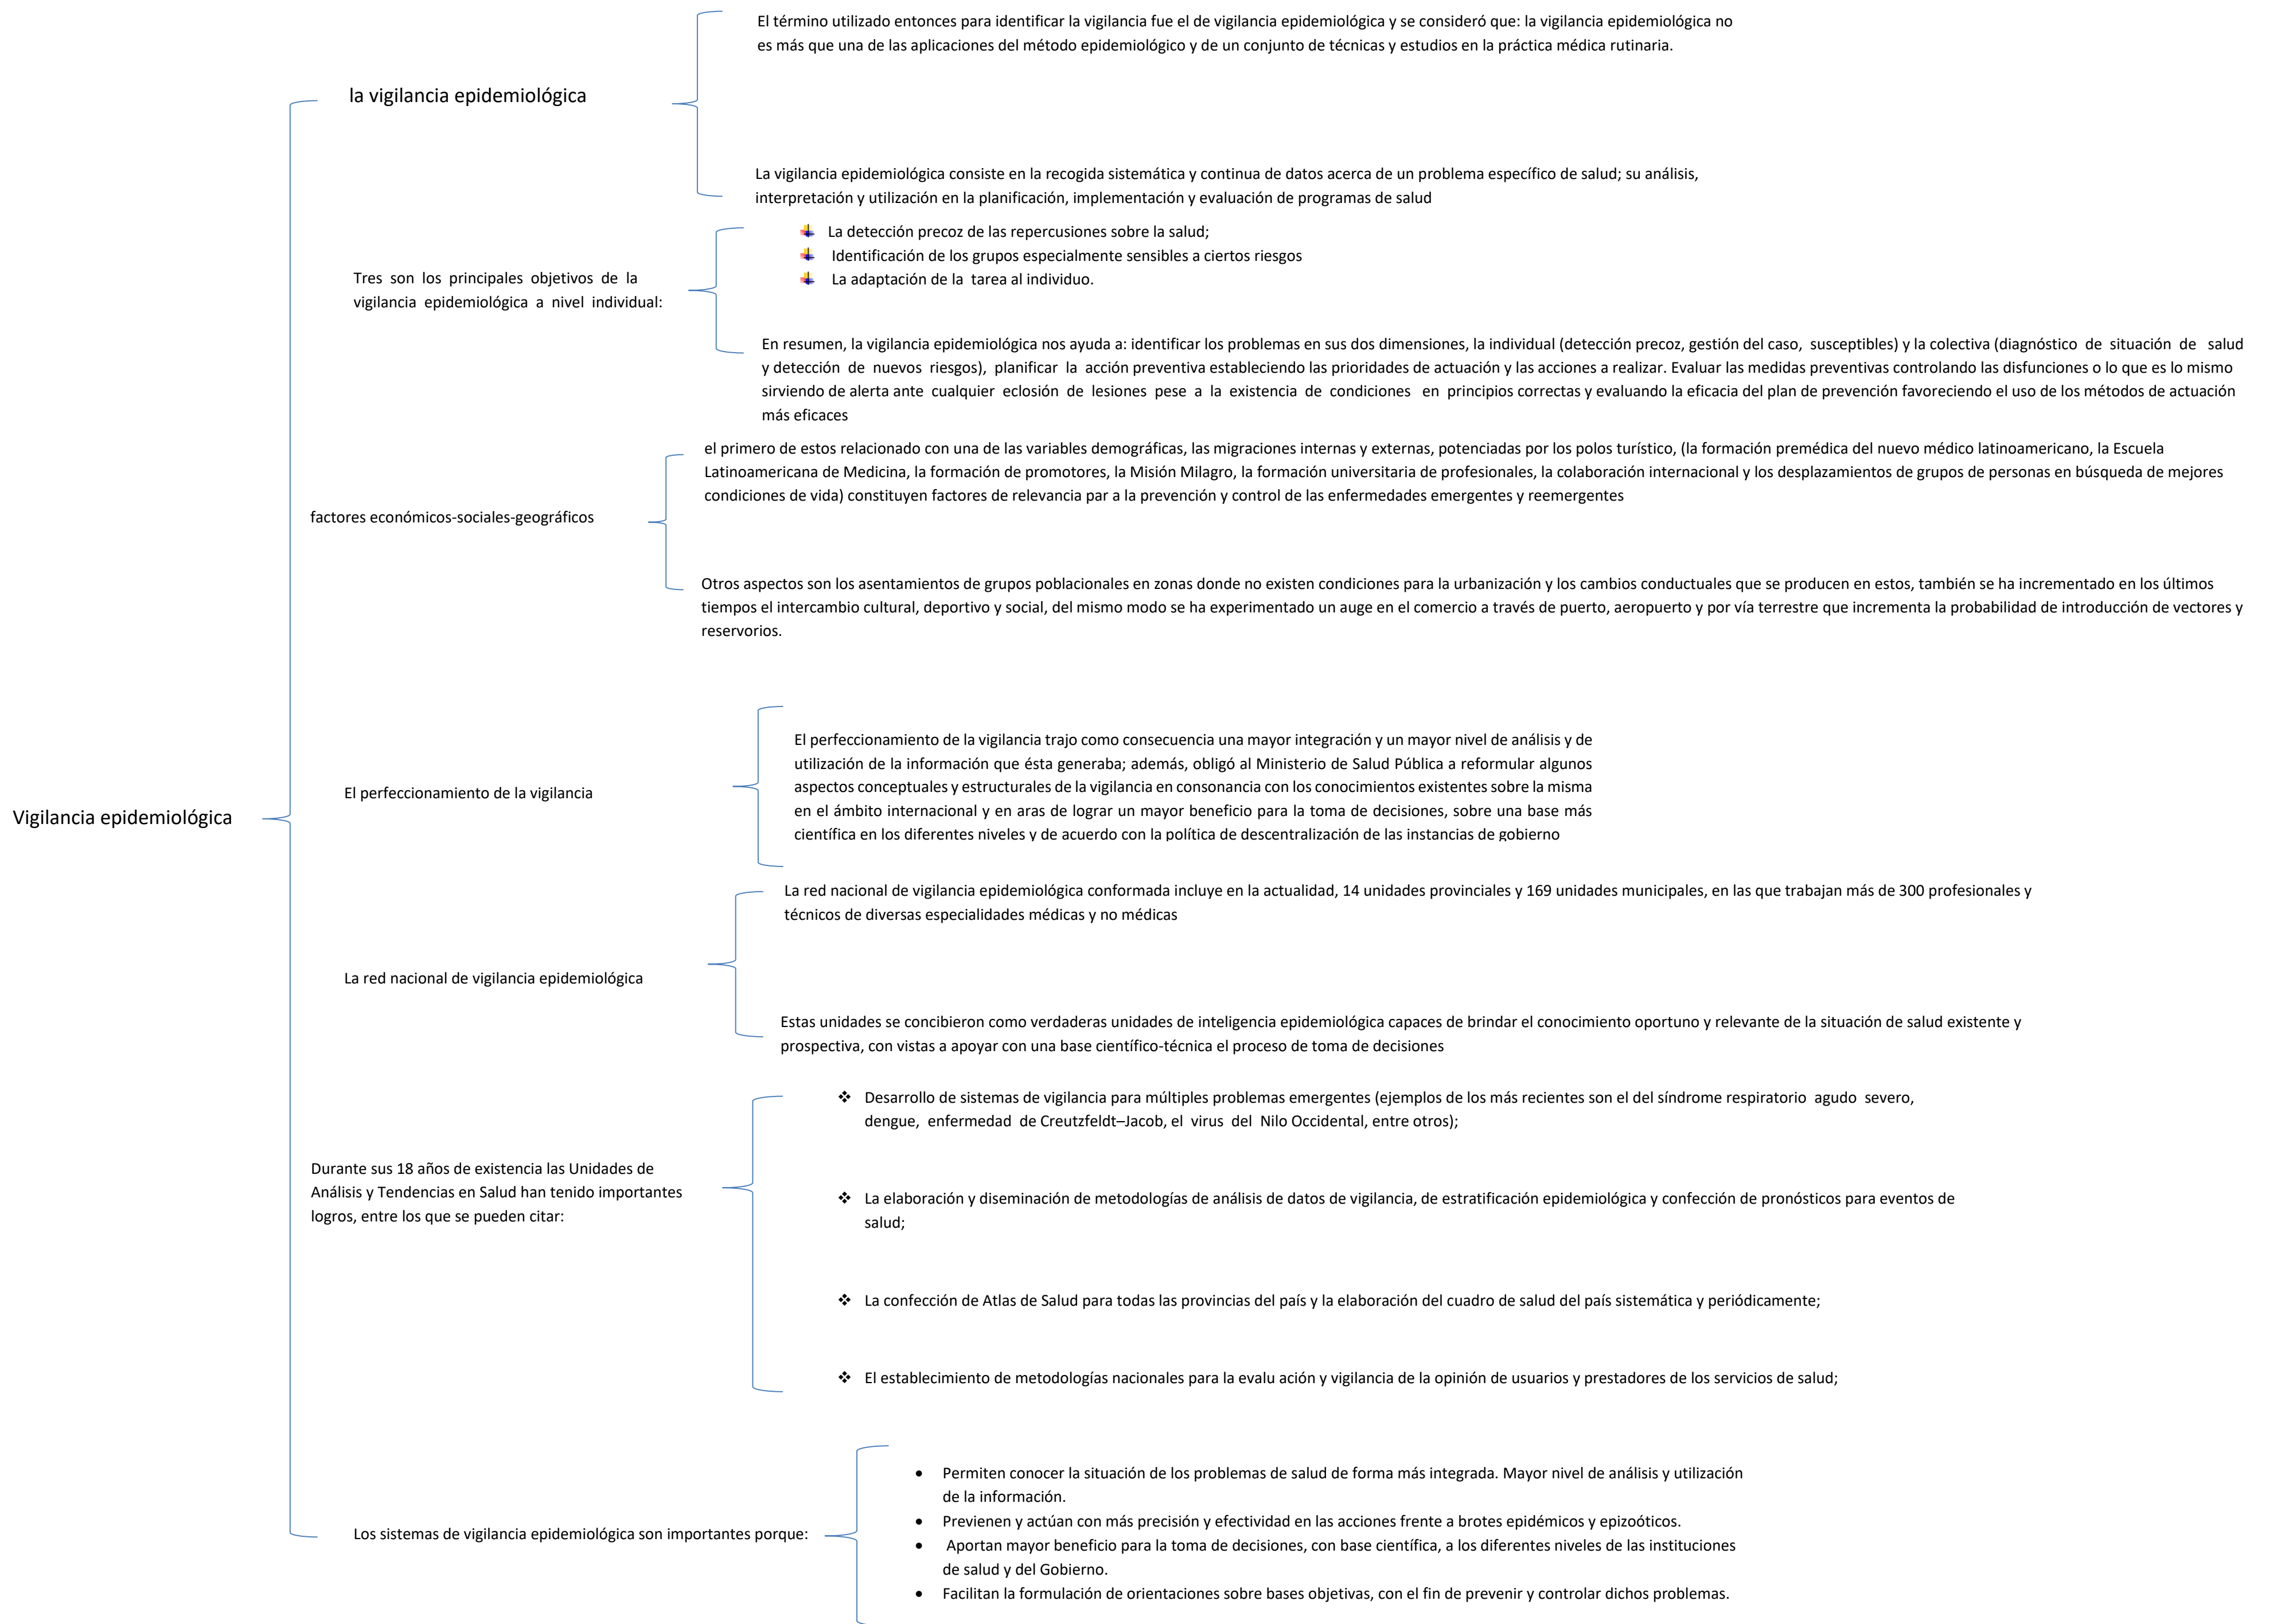 El término utilizado entonces para identificar la vigilancia fue el de vigilancia epidemiológica y se consideró que: la vigilancia epidemiológica no
es más que una de las aplicaciones del método epidemiológico y de un conjunto de técnicas y estudios en la práctica médica rutinaria.
la vigilancia epidemiológica
La vigilancia epidemiológica consiste en la recogida sistemática y continua de datos acerca de un problema específico de salud; su análisis,
interpretación y utilización en la planificación, implementación y evaluación de programas de salud
La detección precoz de las repercusiones sobre la salud;
Identificación de los grupos especialmente sensibles a ciertos riesgos
La adaptación de la tarea al individuo.
Tres son los principales objetivos de la
vigilancia epidemiológica a nivel individual:
En resumen, la vigilancia epidemiológica nos ayuda a: identificar los problemas en sus dos dimensiones, la individual (detección precoz, gestión del caso, susceptibles) y la colectiva (diagnóstico de situación de salud
y detección de nuevos riesgos), planificar la acción preventiva estableciendo las prioridades de actuación y las acciones a realizar. Evaluar las medidas preventivas controlando las disfunciones o lo que es lo mismo
sirviendo de alerta ante cualquier eclosión de lesiones pese a la existencia de condiciones en principios correctas y evaluando la eficacia del plan de prevención favoreciendo el uso de los métodos de actuación
más eficaces
el primero de estos relacionado con una de las variables demográficas, las migraciones internas y externas, potenciadas por los polos turístico, (la formación premédica del nuevo médico latinoamericano, la Escuela
Latinoamericana de Medicina, la formación de promotores, la Misión Milagro, la formación universitaria de profesionales, la colaboración internacional y los desplazamientos de grupos de personas en búsqueda de mejores
condiciones de vida) constituyen factores de relevancia par a la prevención y control de las enfermedades emergentes y reemergentes
factores económicos-sociales-geográficos
Otros aspectos son los asentamientos de grupos poblacionales en zonas donde no existen condiciones para la urbanización y los cambios conductuales que se producen en estos, también se ha incrementado en los últimos
tiempos el intercambio cultural, deportivo y social, del mismo modo se ha experimentado un auge en el comercio a través de puerto, aeropuerto y por vía terrestre que incrementa la probabilidad de introducción de vectores y
reservorios.
El perfeccionamiento de la vigilancia trajo como consecuencia una mayor integración y un mayor nivel de análisis y de
utilización de la información que ésta generaba; además, obligó al Ministerio de Salud Pública a reformular algunos
aspectos conceptuales y estructurales de la vigilancia en consonancia con los conocimientos existentes sobre la misma
en el ámbito internacional y en aras de lograr un mayor beneficio para la toma de decisiones, sobre una base más
científica en los diferentes niveles y de acuerdo con la política de descentralización de las instancias de gobierno
El perfeccionamiento de la vigilancia
Vigilancia epidemiológica
La red nacional de vigilancia epidemiológica conformada incluye en la actualidad, 14 unidades provinciales y 169 unidades municipales, en las que trabajan más de 300 profesionales y
técnicos de diversas especialidades médicas y no médicas
La red nacional de vigilancia epidemiológica
Estas unidades se concibieron como verdaderas unidades de inteligencia epidemiológica capaces de brindar el conocimiento oportuno y relevante de la situación de salud existente y
prospectiva, con vistas a apoyar con una base científico-técnica el proceso de toma de decisiones
❖ Desarrollo de sistemas de vigilancia para múltiples problemas emergentes (ejemplos de los más recientes son el del síndrome respiratorio agudo severo,
dengue, enfermedad de Creutzfeldt–Jacob, el virus del Nilo Occidental, entre otros);
Durante sus 18 años de existencia las Unidades de
Análisis y Tendencias en Salud han tenido importantes
logros, entre los que se pueden citar:
❖ La elaboración y diseminación de metodologías de análisis de datos de vigilancia, de estratificación epidemiológica y confección de pronósticos para eventos de
salud;
❖ La confección de Atlas de Salud para todas las provincias del país y la elaboración del cuadro de salud del país sistemática y periódicamente;
❖ El establecimiento de metodologías nacionales para la evalu ación y vigilancia de la opinión de usuarios y prestadores de los servicios de salud;
• Permiten conocer la situación de los problemas de salud de forma más integrada. Mayor nivel de análisis y utilización
de la información.
• Previenen y actúan con más precisión y efectividad en las acciones frente a brotes epidémicos y epizoóticos.
Los sistemas de vigilancia epidemiológica son importantes porque:
• Aportan mayor beneficio para la toma de decisiones, con base científica, a los diferentes niveles de las instituciones
de salud y del Gobierno.
• Facilitan la formulación de orientaciones sobre bases objetivas, con el fin de prevenir y controlar dichos problemas.